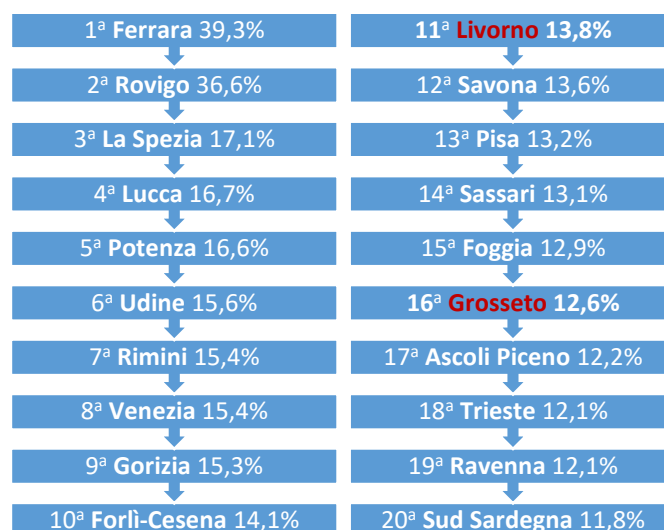 1ª Ferrara 39,3%
2ª Rovigo 36,6%
3ª La Spezia 17,1%
4ª Lucca 16,7%
5ª Potenza 16,6%
6ª Udine 15,6%
7ª Rimini 15,4%
8ª Venezia 15,4%
9ª Gorizia 15,3%
10ª Forlì-Cesena 14,1%
11ª Livorno 13,8%
12ª Savona 13,6%
13ª Pisa 13,2%
14ª Sassari 13,1%
15ª Foggia 12,9%
16ª Grosseto 12,6%
17ª Ascoli Piceno 12,2%
18ª Trieste 12,1%
19ª Ravenna 12,1%
20ª Sud Sardegna 11,8%